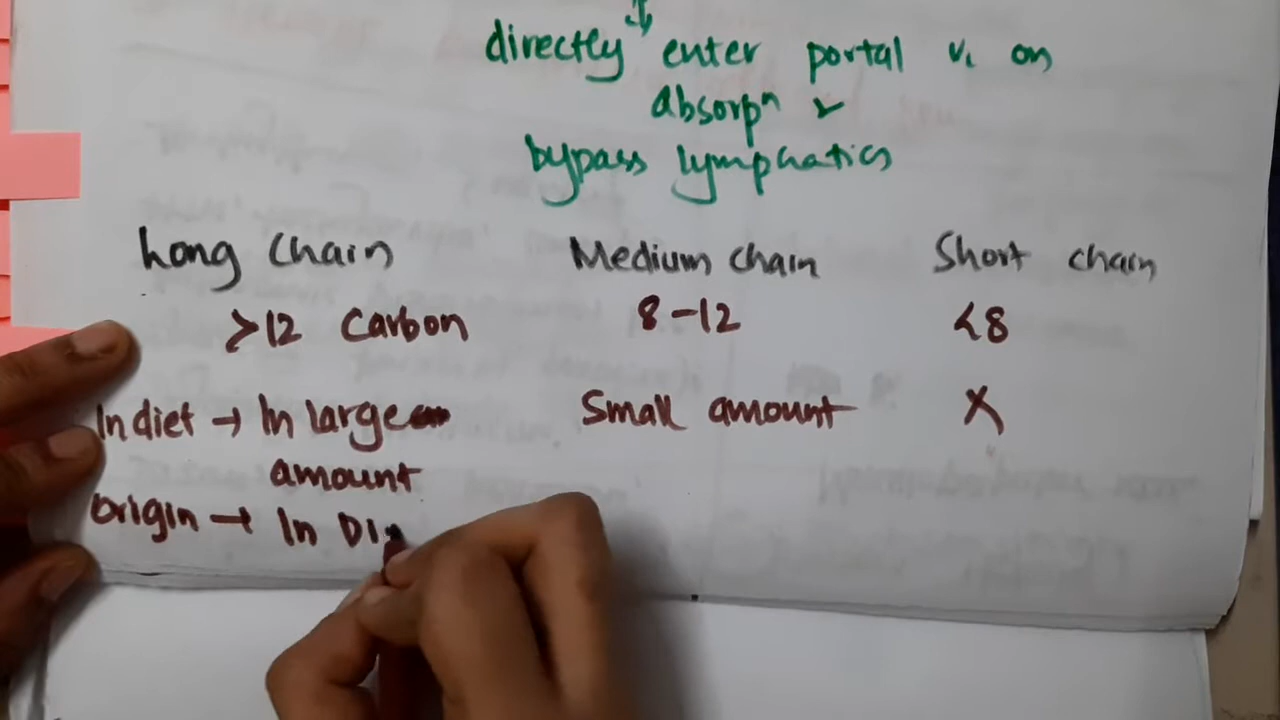 directly enter portal v. on
absorpⁿ
bypass lymphatics
Long Chain Medium chain Short chain
>12 Carbon 8-12 <8
In diet → In large Small amount X
amount
origin → In Di